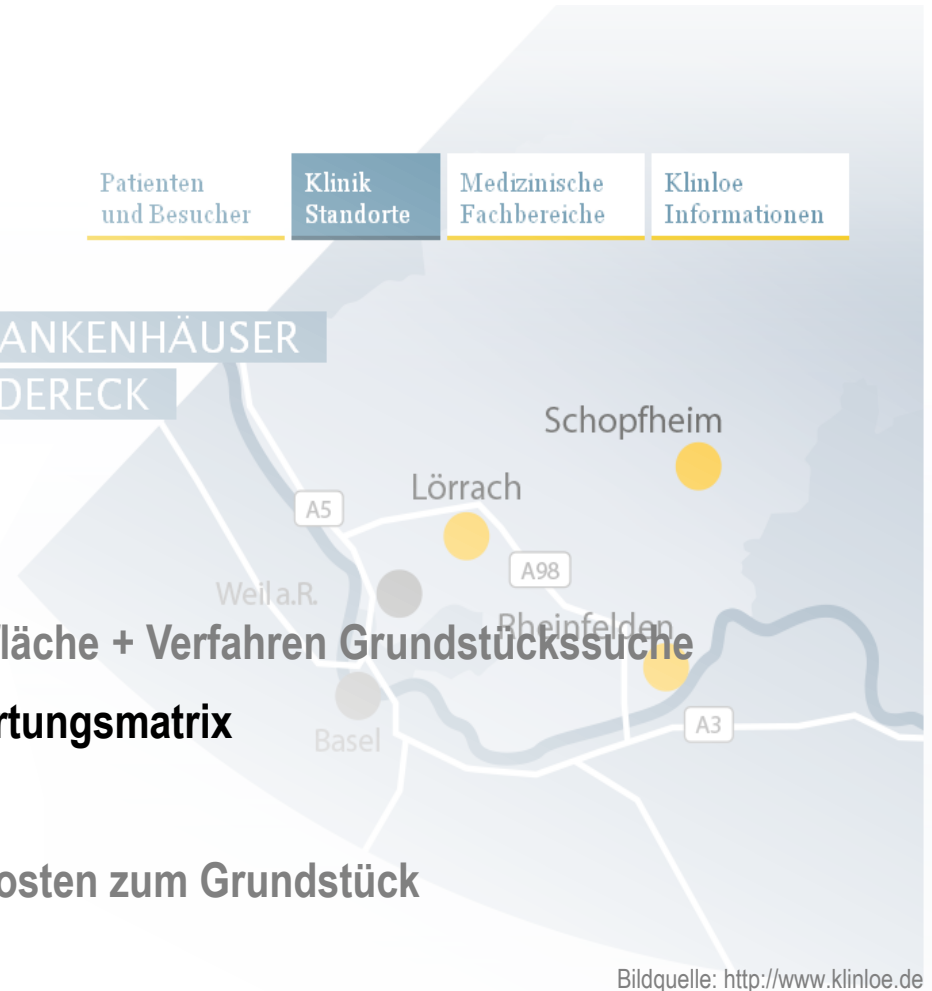 Patienten
und Besucher
Klinik
Standorte
Medizinische
Fachbereiche
Klinloe
Informationen
ANKENHÄUSER
DERECK
Schopfheim
Lörrach
A5
A98
Weil a.R.
Rheinfelden
läche + Verfahren Grundstückssuche
rtungsmatrix
A3
Basel
osten zum Grundstück
Bildquelle: http://www.klinloe.de